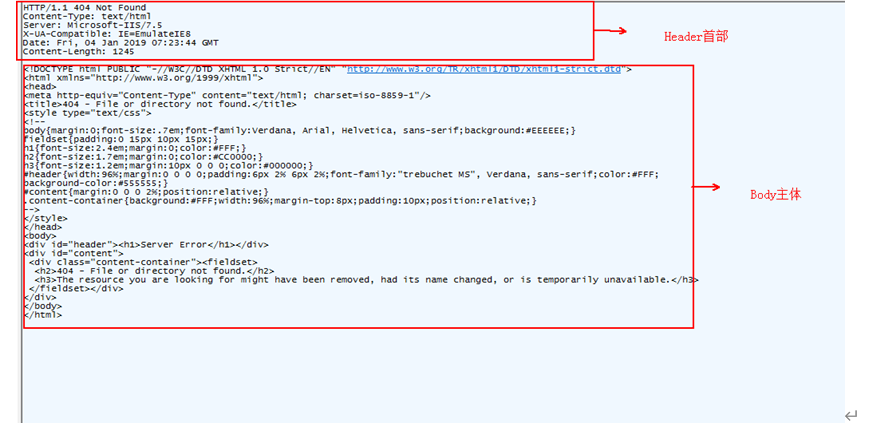 HTTP/1.1 404 Not Found
Content-Type: text/html
Server: Microsoft-IIS/7.5
X-UA-Compatible: IE=EmulateIE8
Date: Fri, 04 Jan 2019 07:23:44 GMT
Content-Length: 1245
Header首部
<!DOCTYPE html PUBLIC "-//W3C//DTD XHTML 1.0 Strict//EN" "http://www.w3.org/TR/xhtml1/DTD/xhtml1-strict.dtd">
<html xmlns="http://www.w3.org/1999/xhtml">
<head>
<meta http-equiv="Content-Type" content="text/html; charset=iso-8859-1"/>
<title>404 - File or directory not found.</title>
<style type="text/css">
<!--
body{margin:0;font-size:.7em;font-family:Verdana, Arial, Helvetica, sans-serif;background:#EEEEEE;}
fieldset{padding:0 15px 10px 15px;}
h1{font-size:2.4em;margin:0;color:#FFF;}
h2{font-size:1.7em;margin:0;color:#CC0000;}
h3{font-size:1.2em;margin:10px 0 0 0;color:#000000;}
#header{width:96%;margin:0 0 0 0;padding:6px 2% 6px 2%;font-family:"trebuchet MS", Verdana, sans-serif;color:#FFF;
background-color:#555555;}
#content{margin:0 0 0 2%;position:relative;}
.content-container{background:#FFF;width:96%;margin-top:8px;padding:10px;position:relative;}
-->
</style>
</head>
<body>
<div id="header"><h1>Server Error</h1></div>
<div id="content">
<div class="content-container"><fieldset>
<h2>404 - File or directory not found.</h2>
<h3>The resource you are looking for might have been removed, had its name changed, or is temporarily unavailable.</h3>
</fieldset></div>
</div>
</body>
</html>
Body主体